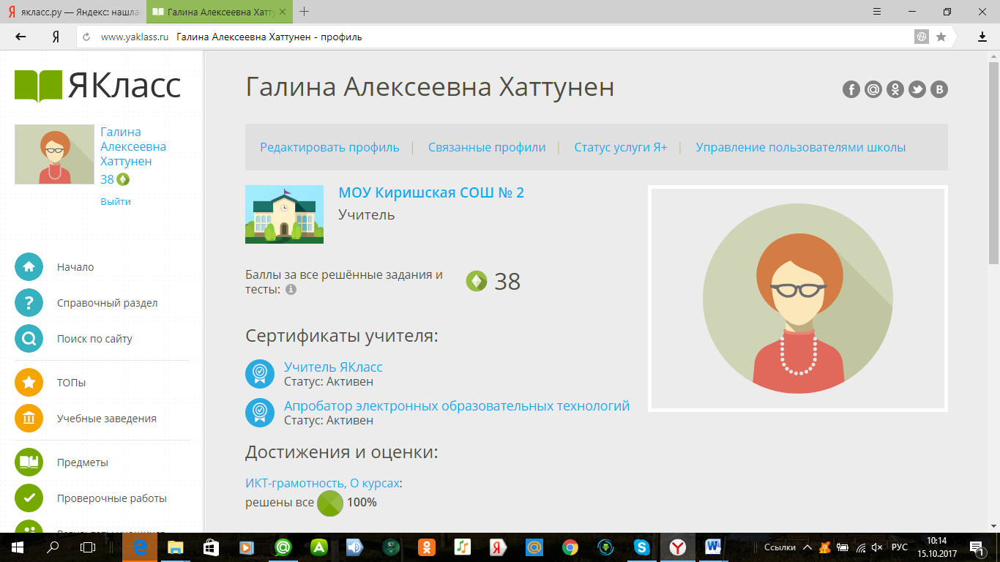 якласс.ру — Яндекс: нашла
Галина Алексеевна Хатту
www.yaklass.ru Галина Алексеевна Хаттунен - профиль
ЯКласс
Галина
Алексеевна
Хаттунен
38
Выйти
Начало
Справочный раздел
Поиск по сайту
ТОПы
Учебные заведения
Предметы
Проверочные работы
Галина Алексеевна Хаттунен
Редактировать профиль | Связанные профили | Статус услуги Я+ | Управление пользователями школы
МОУ Киришская СОШ № 2
Учитель
Баллы за все решённые задания и
тесты:
38
Сертификаты учителя:
Учитель ЯКласс
Статус: Активен
Апробатор электронных образовательных технологий
Статус: Активен
Достижения и оценки:
ИКТ-грамотность, О курсах:
решены все 100%
Ссылки
РУС
10:14
15.10.2017
1